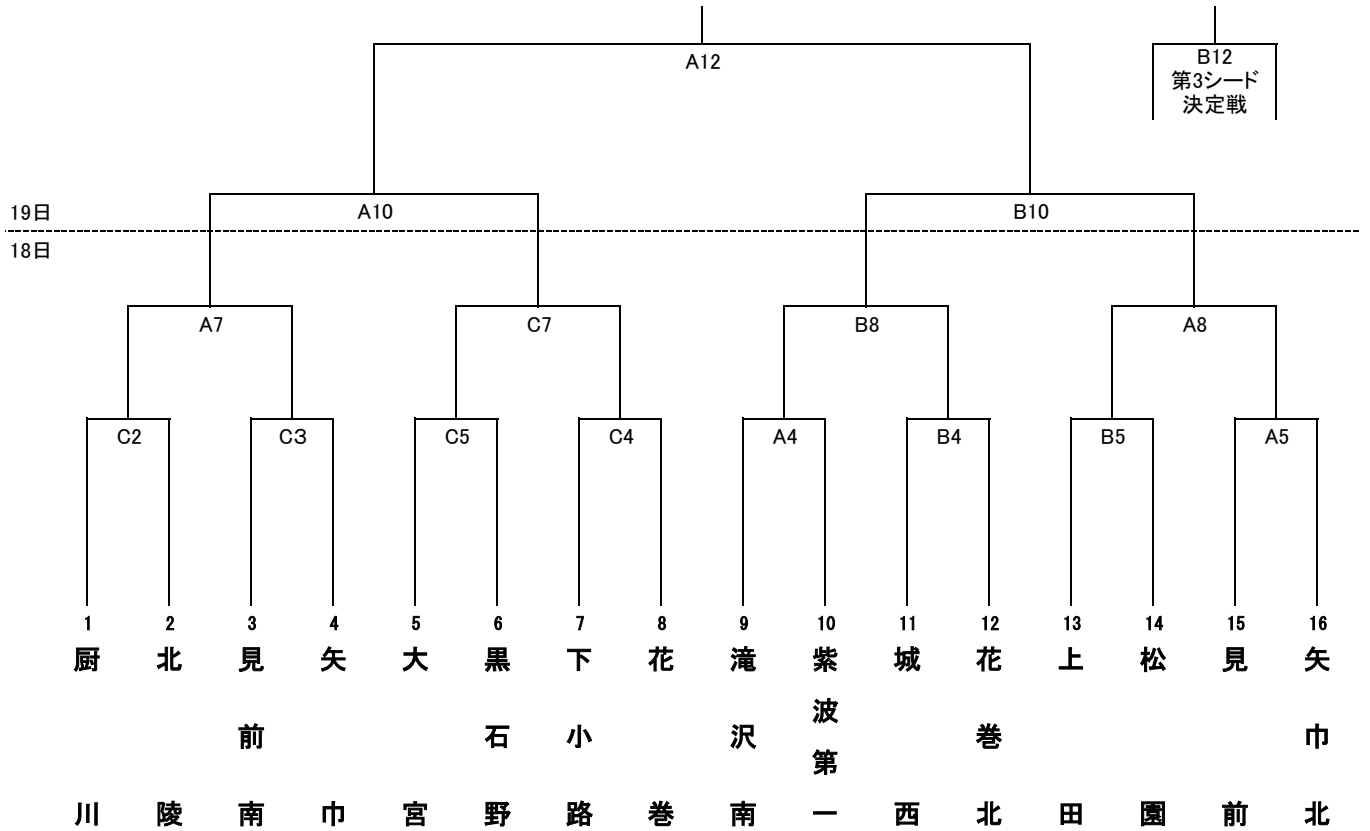 A12
B12
第3シード
決定戦
19日
A10
B10
18日
A7
C7
B8
A8
C2
C3
C5
C4
A4
B4
B5
A5
1
2
3
4
5
6
7
8
9
10
11
12
13
14
15
16
厨川
北陵
見前南
矢巾
大宮
黒石野
下小路
花巻
滝沢南
紫波第一
城西
花巻北
上田
松園
見前
矢巾北